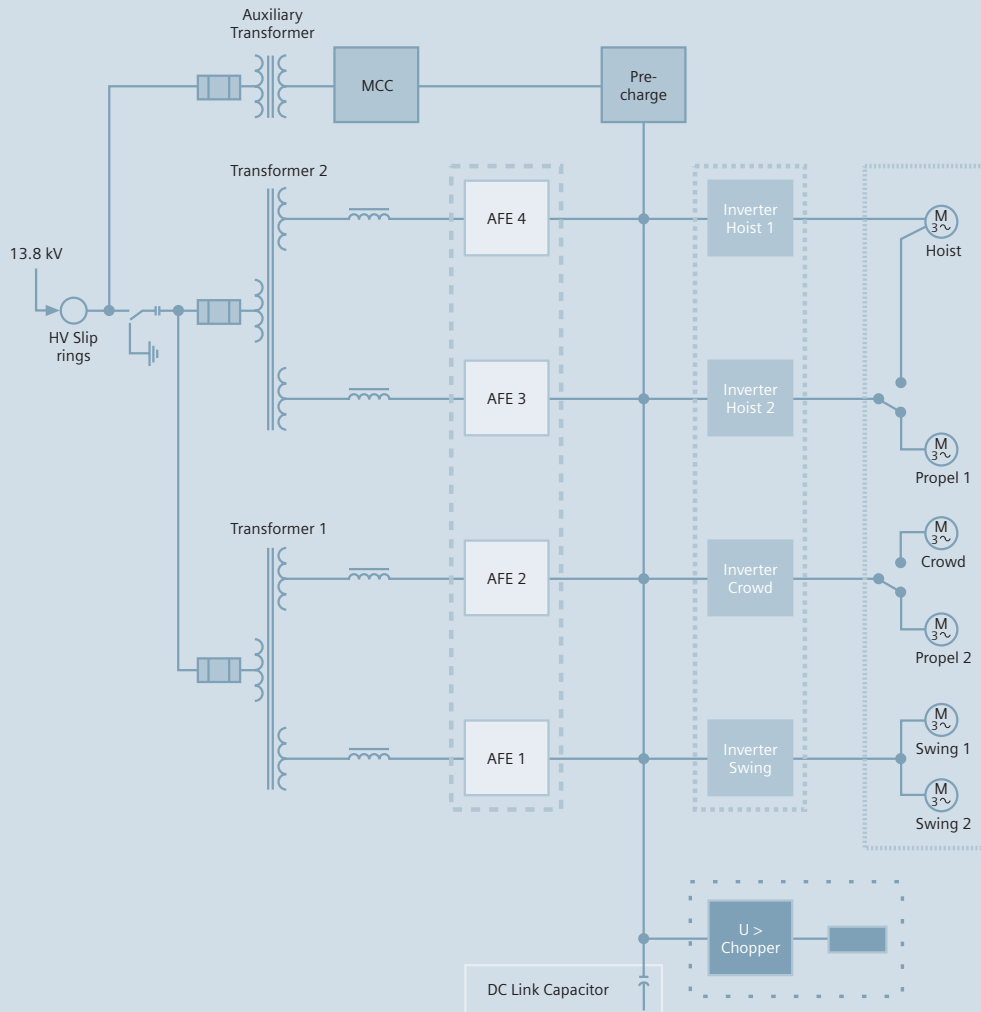 Auxiliary
Transformer
MCC
Pre-
charge
Transformer 2
AFE 4
Inverter
Hoist 1
M
3~
Hoist
13.8 kV
HV Slip
rings
AFE 3
Inverter
Hoist 2
M
3~
Propel 1
Transformer 1
AFE 2
Inverter
Crowd
M
3~
Crowd
M
3~
Propel 2
AFE 1
Inverter
Swing
M
3~
Swing 1
M
3~
Swing 2
U >
Chopper
DC Link Capacitor